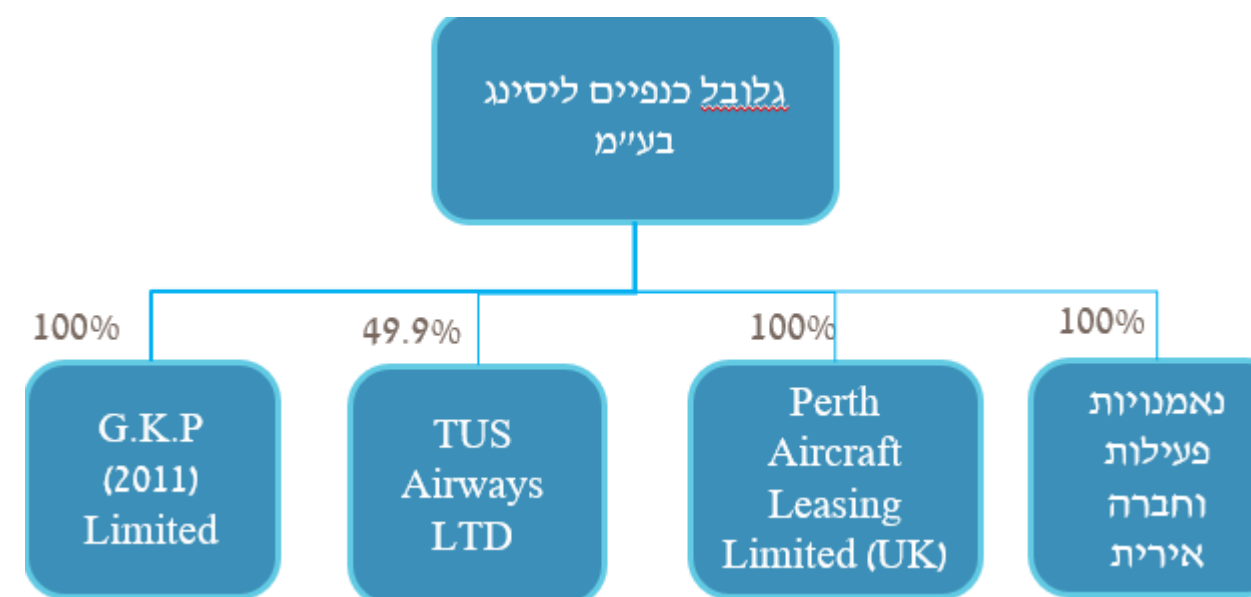 גלובל כנפיים ליסינג
בע"מ
100%
49.9%
100%
100%
G.K.P
(2011)
Limited
TUS
Airways
LTD
Perth
Aircraft
Leasing
Limited (UK)
נאמנויות
פעילות
וחברה
אירית